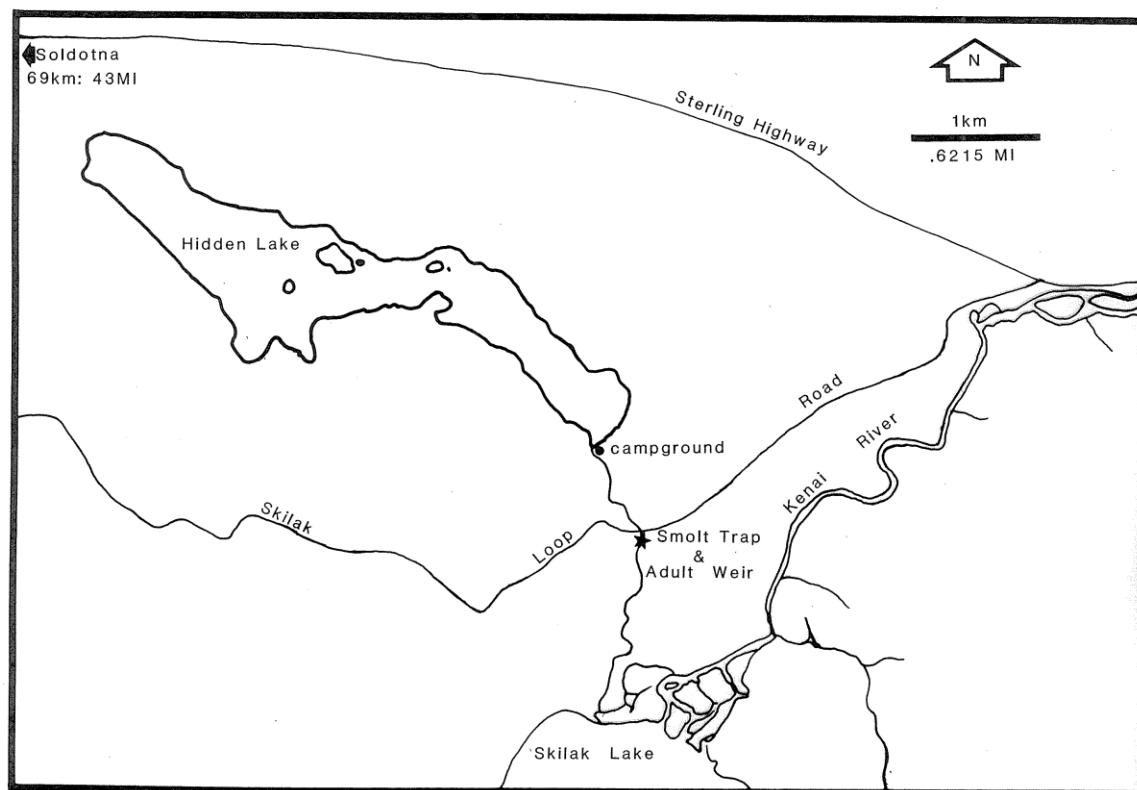 Soldotna
69km: 43MI
N
1km
.6215 MI
Sterling Highway
Hidden Lake
Road
River
campground
Kenai
Skilak
Loop
Smolt Trap
&
Adult Weir
Skilak Lake